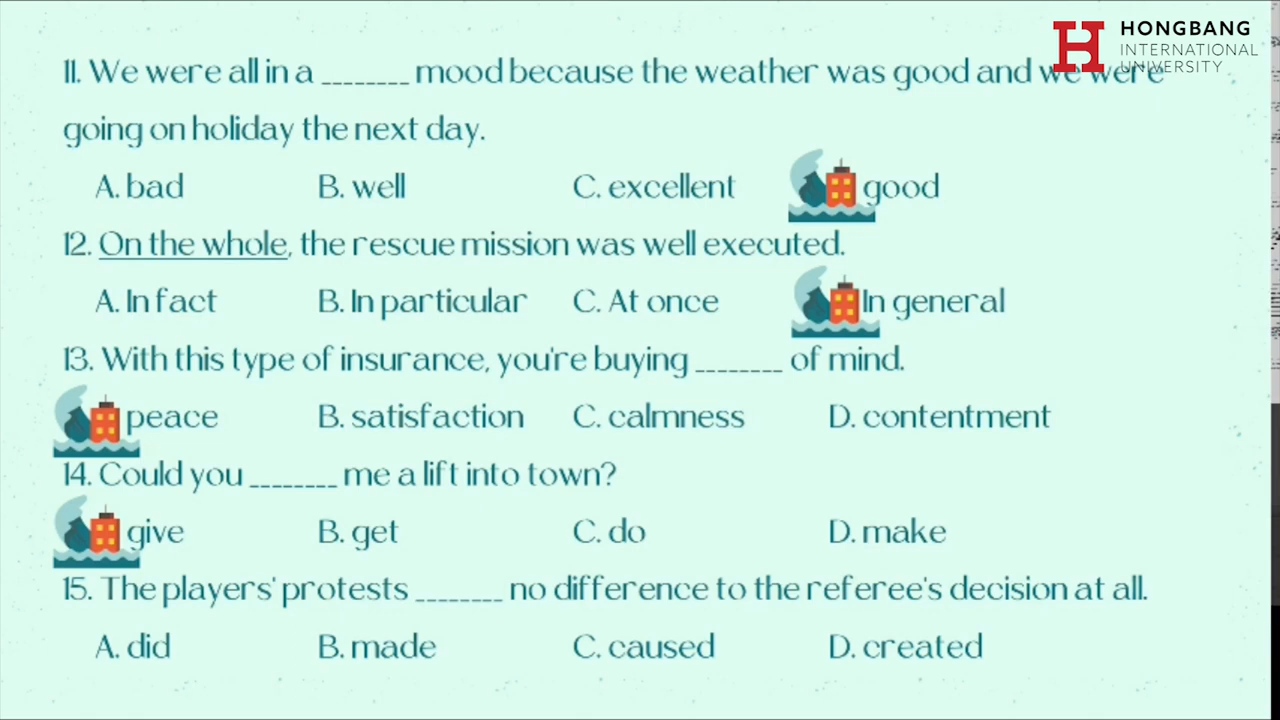 HONGBANG
INTERNATIONAL
UNIVERSITY
11. We were all in a ________ mood because the weather was good and we were
going on holiday the next day.
A. bad B. well C. excellent good
12. On the whole, the rescue mission was well executed.
A. In fact B. In particular C. At once In general
13. With this type of insurance, you're buying ________ of mind.
peace B. satisfaction C. calmness D. contentment
14. Could you ________ me a lift into town?
give B. get C. do D. make
15. The players' protests ________ no difference to the referee's decision at all.
A. did B. made C. caused D. created